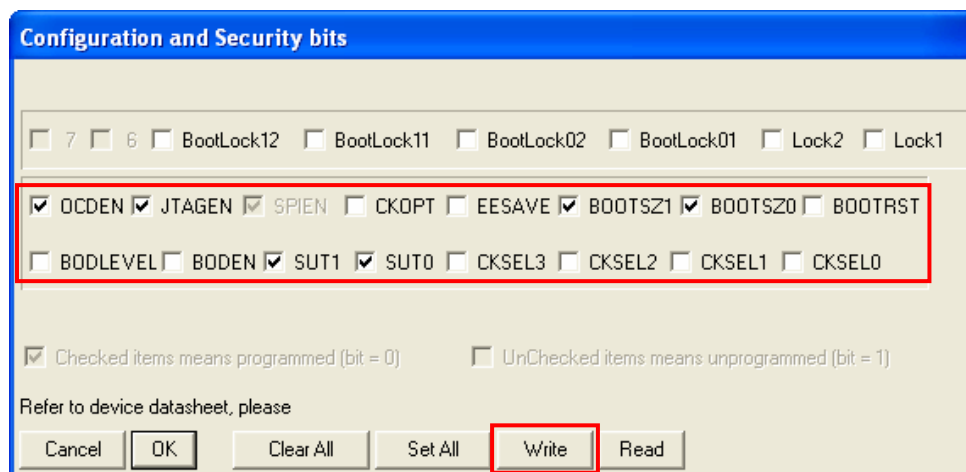 Configuration and Security bits
7 6 BootLock12 BootLock11 BootLock02 BootLock01 Lock2 Lock1
OCDEN JTAGEN SPIEN CKOPT EESAVE BOOTSZ1 BOOTSZ0 BOOTRST
BODLEVEL BODEN SUT1 SUT0 CKSEL3 CKSEL2 CKSEL1 CKSEL0
Checked items means programmed (bit = 0) UnChecked items means unprogrammed (bit = 1)
Refer to device datasheet, please
Cancel OK Clear All Set All Write Read